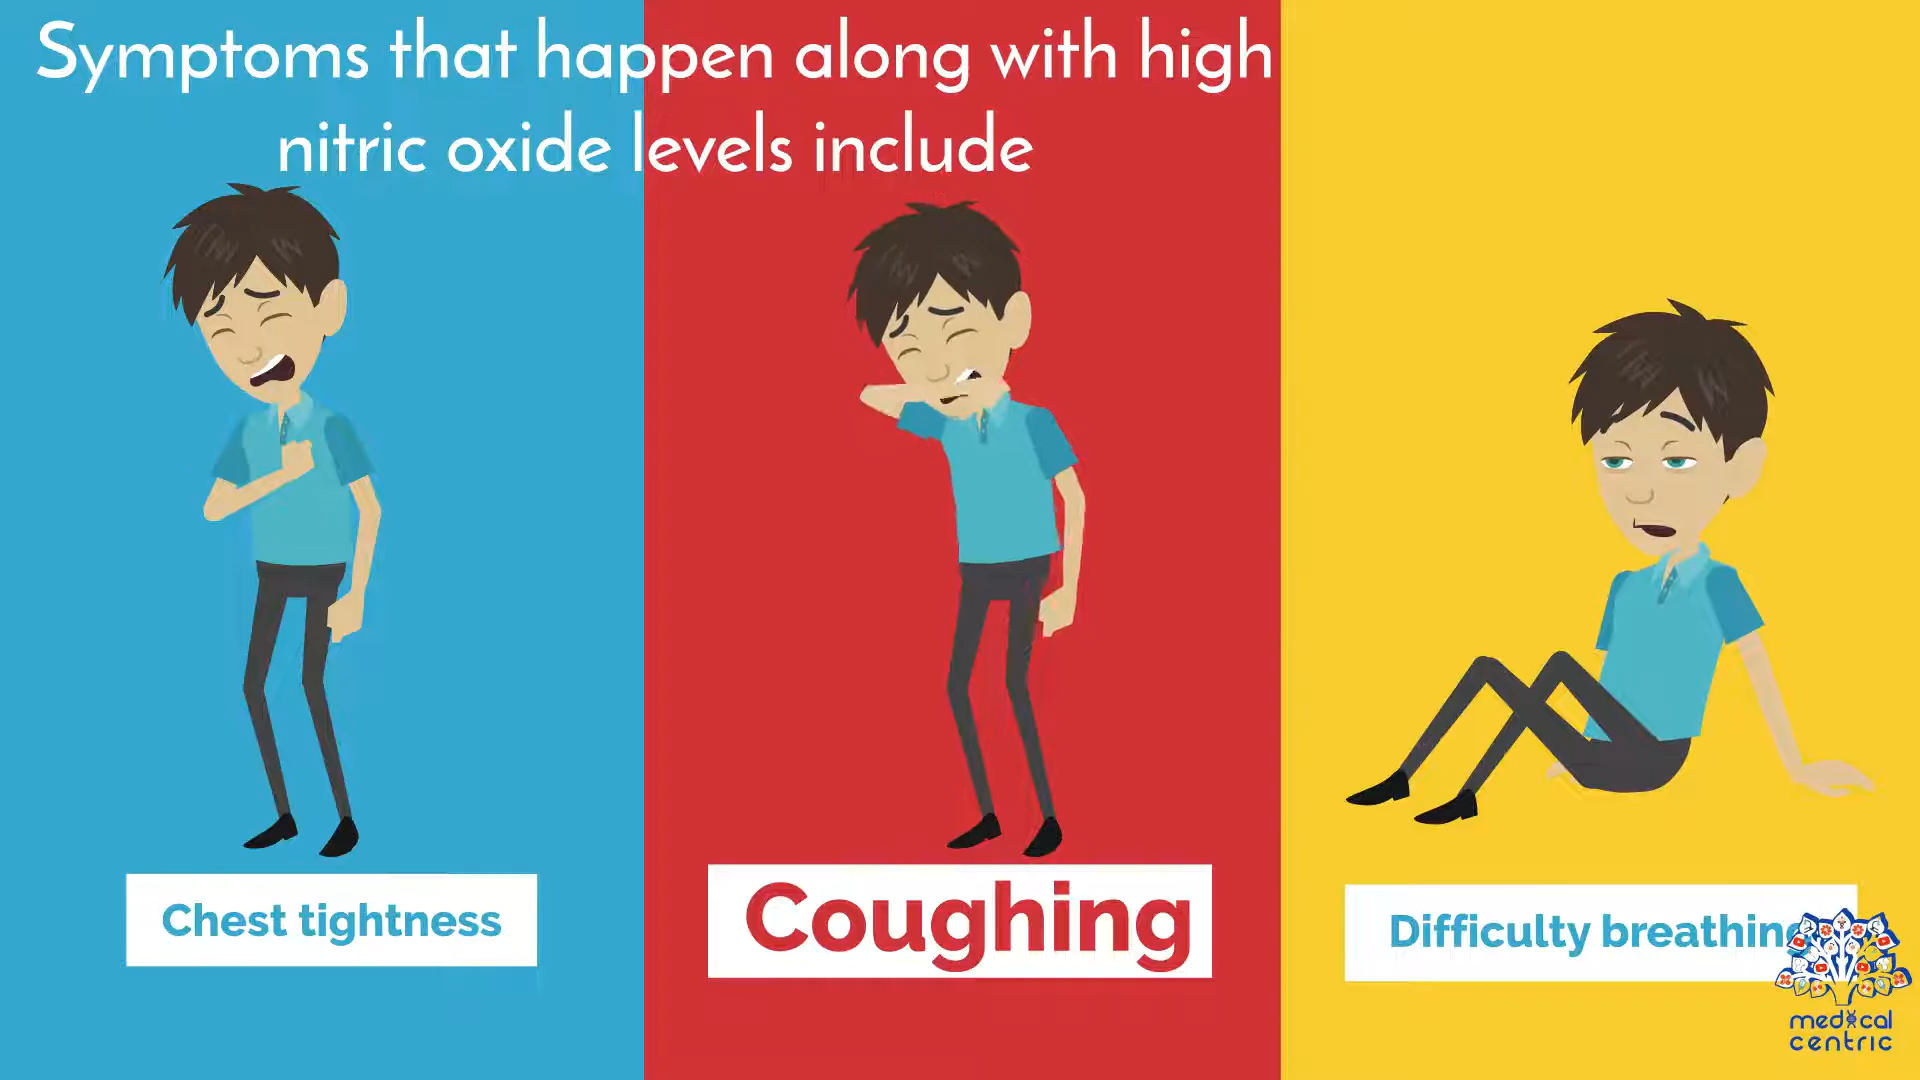 Symptoms that happen along with high
nitric oxide levels include
Chest tightness
Coughing
Difficulty breathing
medical
centric